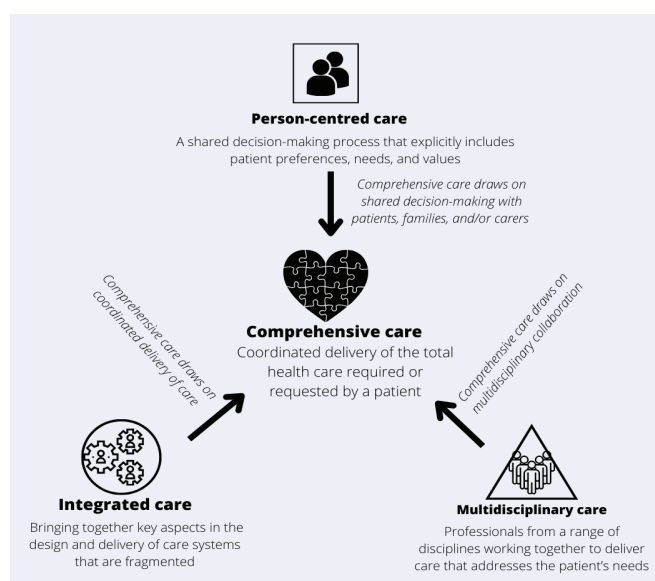 Person-centred care
A shared decision-making process that explicitly includes
patient preferences, needs, and values
Comprehensive care draws on
shared decision-making with
patients, families, and/or carers
Comprehensive care
Coordinated delivery of the total
health care required or
requested by a patient
Comprehensive care draws on
coordinated delivery of care
Comprehensive care draws on
multidisciplinary collaboration
Integrated care
Bringing together key aspects in the
design and delivery of care systems
that are fragmented
Multidisciplinary care
Professionals from a range of
disciplines working together to deliver
care that addresses the patient's needs